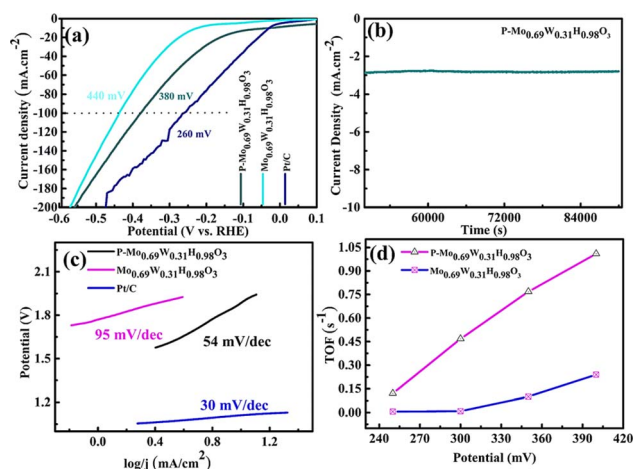 (a)
0
-20
-40
-60
-80
-100
-120
-140
-160
-180
-200
Current density (mA.cm-2)
440 mV
380 mV
260 mV
P-Mo0.69W0.31H0.98O3
Mo0.69W0.31H0.98O3
Pt/C
-0.6 -0.5 -0.4 -0.3 -0.2 -0.1 0.0 0.1
Potential (V vs. RHE)
(b)
P-Mo0.69W0.31H0.98O3
0
-2
-4
-6
-8
-10
Current Density (mA.cm-2)
60000 72000 84000
Time (s)
(c)
P-Mo0.69W0.31H0.98O3
Mo0.69W0.31H0.98O3
Pt/C
2.1
1.8
1.5
1.2
Potential (V)
95 mV/dec
54 mV/dec
30 mV/dec
0.0 0.4 0.8 1.2
log/j (mA/cm2)
(d)
P-Mo0.69W0.31H0.98O3
Mo0.69W0.31H0.98O3
1.05
0.90
0.75
0.60
0.45
0.30
0.15
0.00
TOF (s-1)
240 270 300 330 360 390 420
Potential (mV)